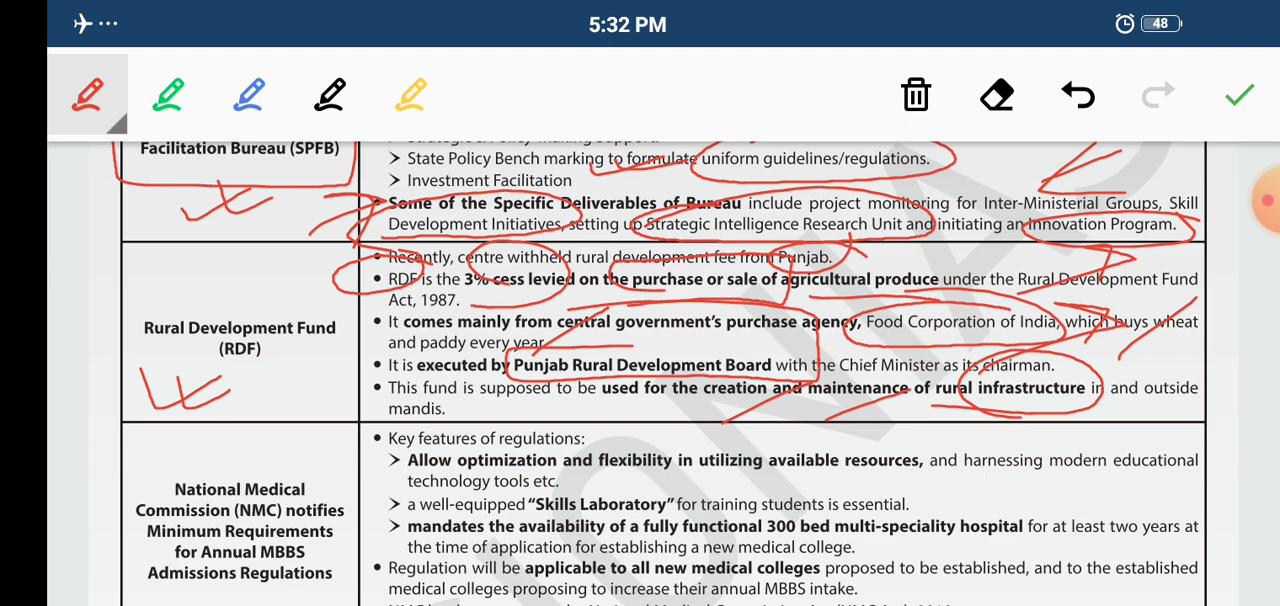 5:32 PM
48
Facilitation Bureau (SPFB)
➢ State Policy Bench marking to formulate uniform guidelines/regulations.
➢ Investment Facilitation
• Some of the Specific Deliverables of Bureau include project monitoring for Inter-Ministerial Groups, Skill
Development Initiatives, setting up Strategic Intelligence Research Unit and initiating an Innovation Program.
Rural Development Fund
(RDF)
• Recently, centre withheld rural development fee from Punjab.
• RDF is the 3% cess levied on the purchase or sale of agricultural produce under the Rural Development Fund
Act, 1987.
• It comes mainly from central government's purchase agency, Food Corporation of India, which buys wheat
and paddy every year.
• It is executed by Punjab Rural Development Board with the Chief Minister as its chairman.
• This fund is supposed to be used for the creation and maintenance of rural infrastructure in and outside
mandis.
National Medical
Commission (NMC) notifies
Minimum Requirements
for Annual MBBS
Admissions Regulations
• Key features of regulations:
➢ Allow optimization and flexibility in utilizing available resources, and harnessing modern educational
technology tools etc.
➢ a well-equipped "Skills Laboratory" for training students is essential.
➢ mandates the availability of a fully functional 300 bed multi-speciality hospital for at least two years at
the time of application for establishing a new medical college.
• Regulation will be applicable to all new medical colleges proposed to be established, and to the established
medical colleges proposing to increase their annual MBBS intake.